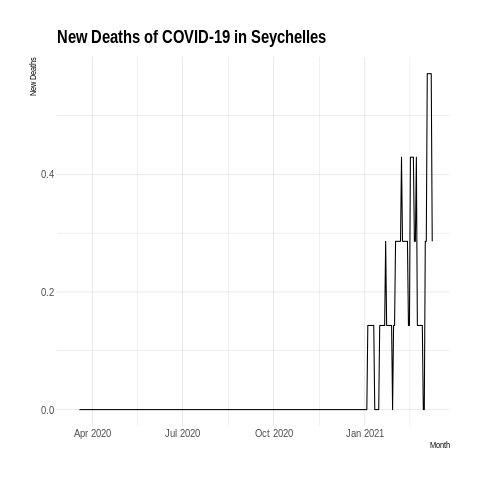 New Deaths of COVID-19 in Seychelles
New Deaths
0.4
0.2
0.0
Apr 2020 Jul 2020 Oct 2020 Jan 2021
Month